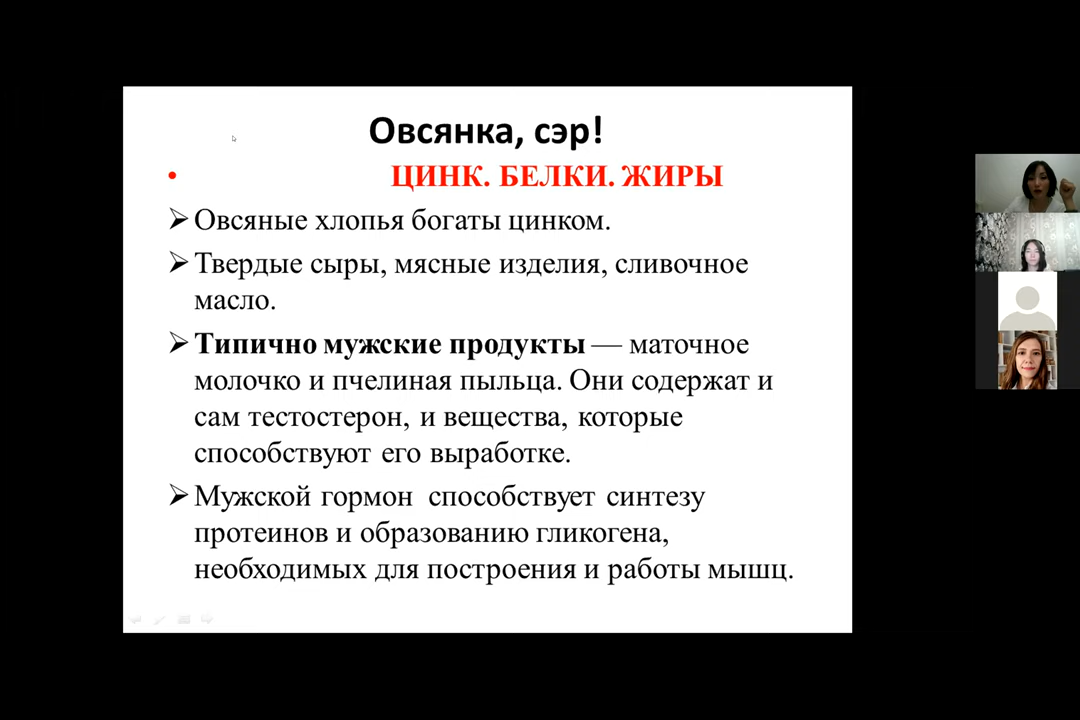 Овсянка, сэр!
• ЦИНК. БЕЛКИ. ЖИРЫ
➢ Овсяные хлопья богаты цинком.
➢ Твердые сыры, мясные изделия, сливочное
масло.
➢ Типично мужские продукты — маточное
молочко и пчелиная пыльца. Они содержат и
сам тестостерон, и вещества, которые
способствуют его выработке.
➢ Мужской гормон способствует синтезу
протеинов и образованию гликогена,
необходимых для построения и работы мышц.